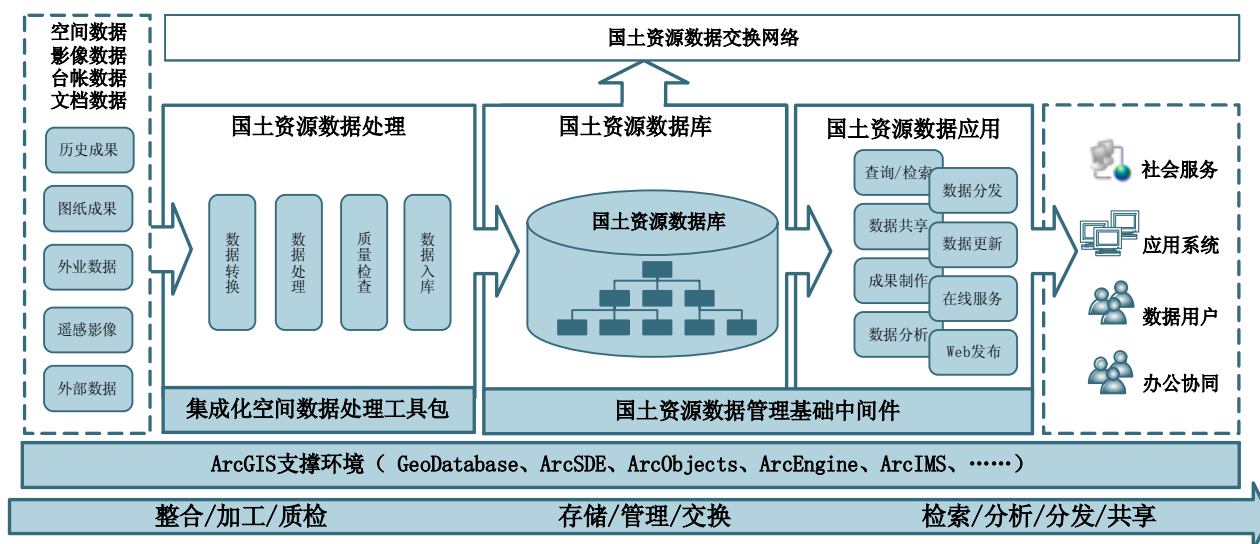 空间数据
影像数据
台帐数据
文档数据
历史成果
图纸成果
外业数据
遥感影像
外部数据
国土资源数据交换网络
国土资源数据处理
数据转换
数据处理
质量检查
数据入库
集成化空间数据处理工具包
国土资源数据库
国土资源数据库
国土资源数据应用
查询/检索
数据分发
数据共享
数据更新
成果制作
在线服务
数据分析
Web发布
国土资源数据管理基础中间件
社会服务
应用系统
数据用户
办公协同
ArcGIS支撑环境（ GeoDatabase、ArcSDE、ArcObjects、ArcEngine、ArcIMS、……）
整合/加工/质检
存储/管理/交换
检索/分析/分发/共享